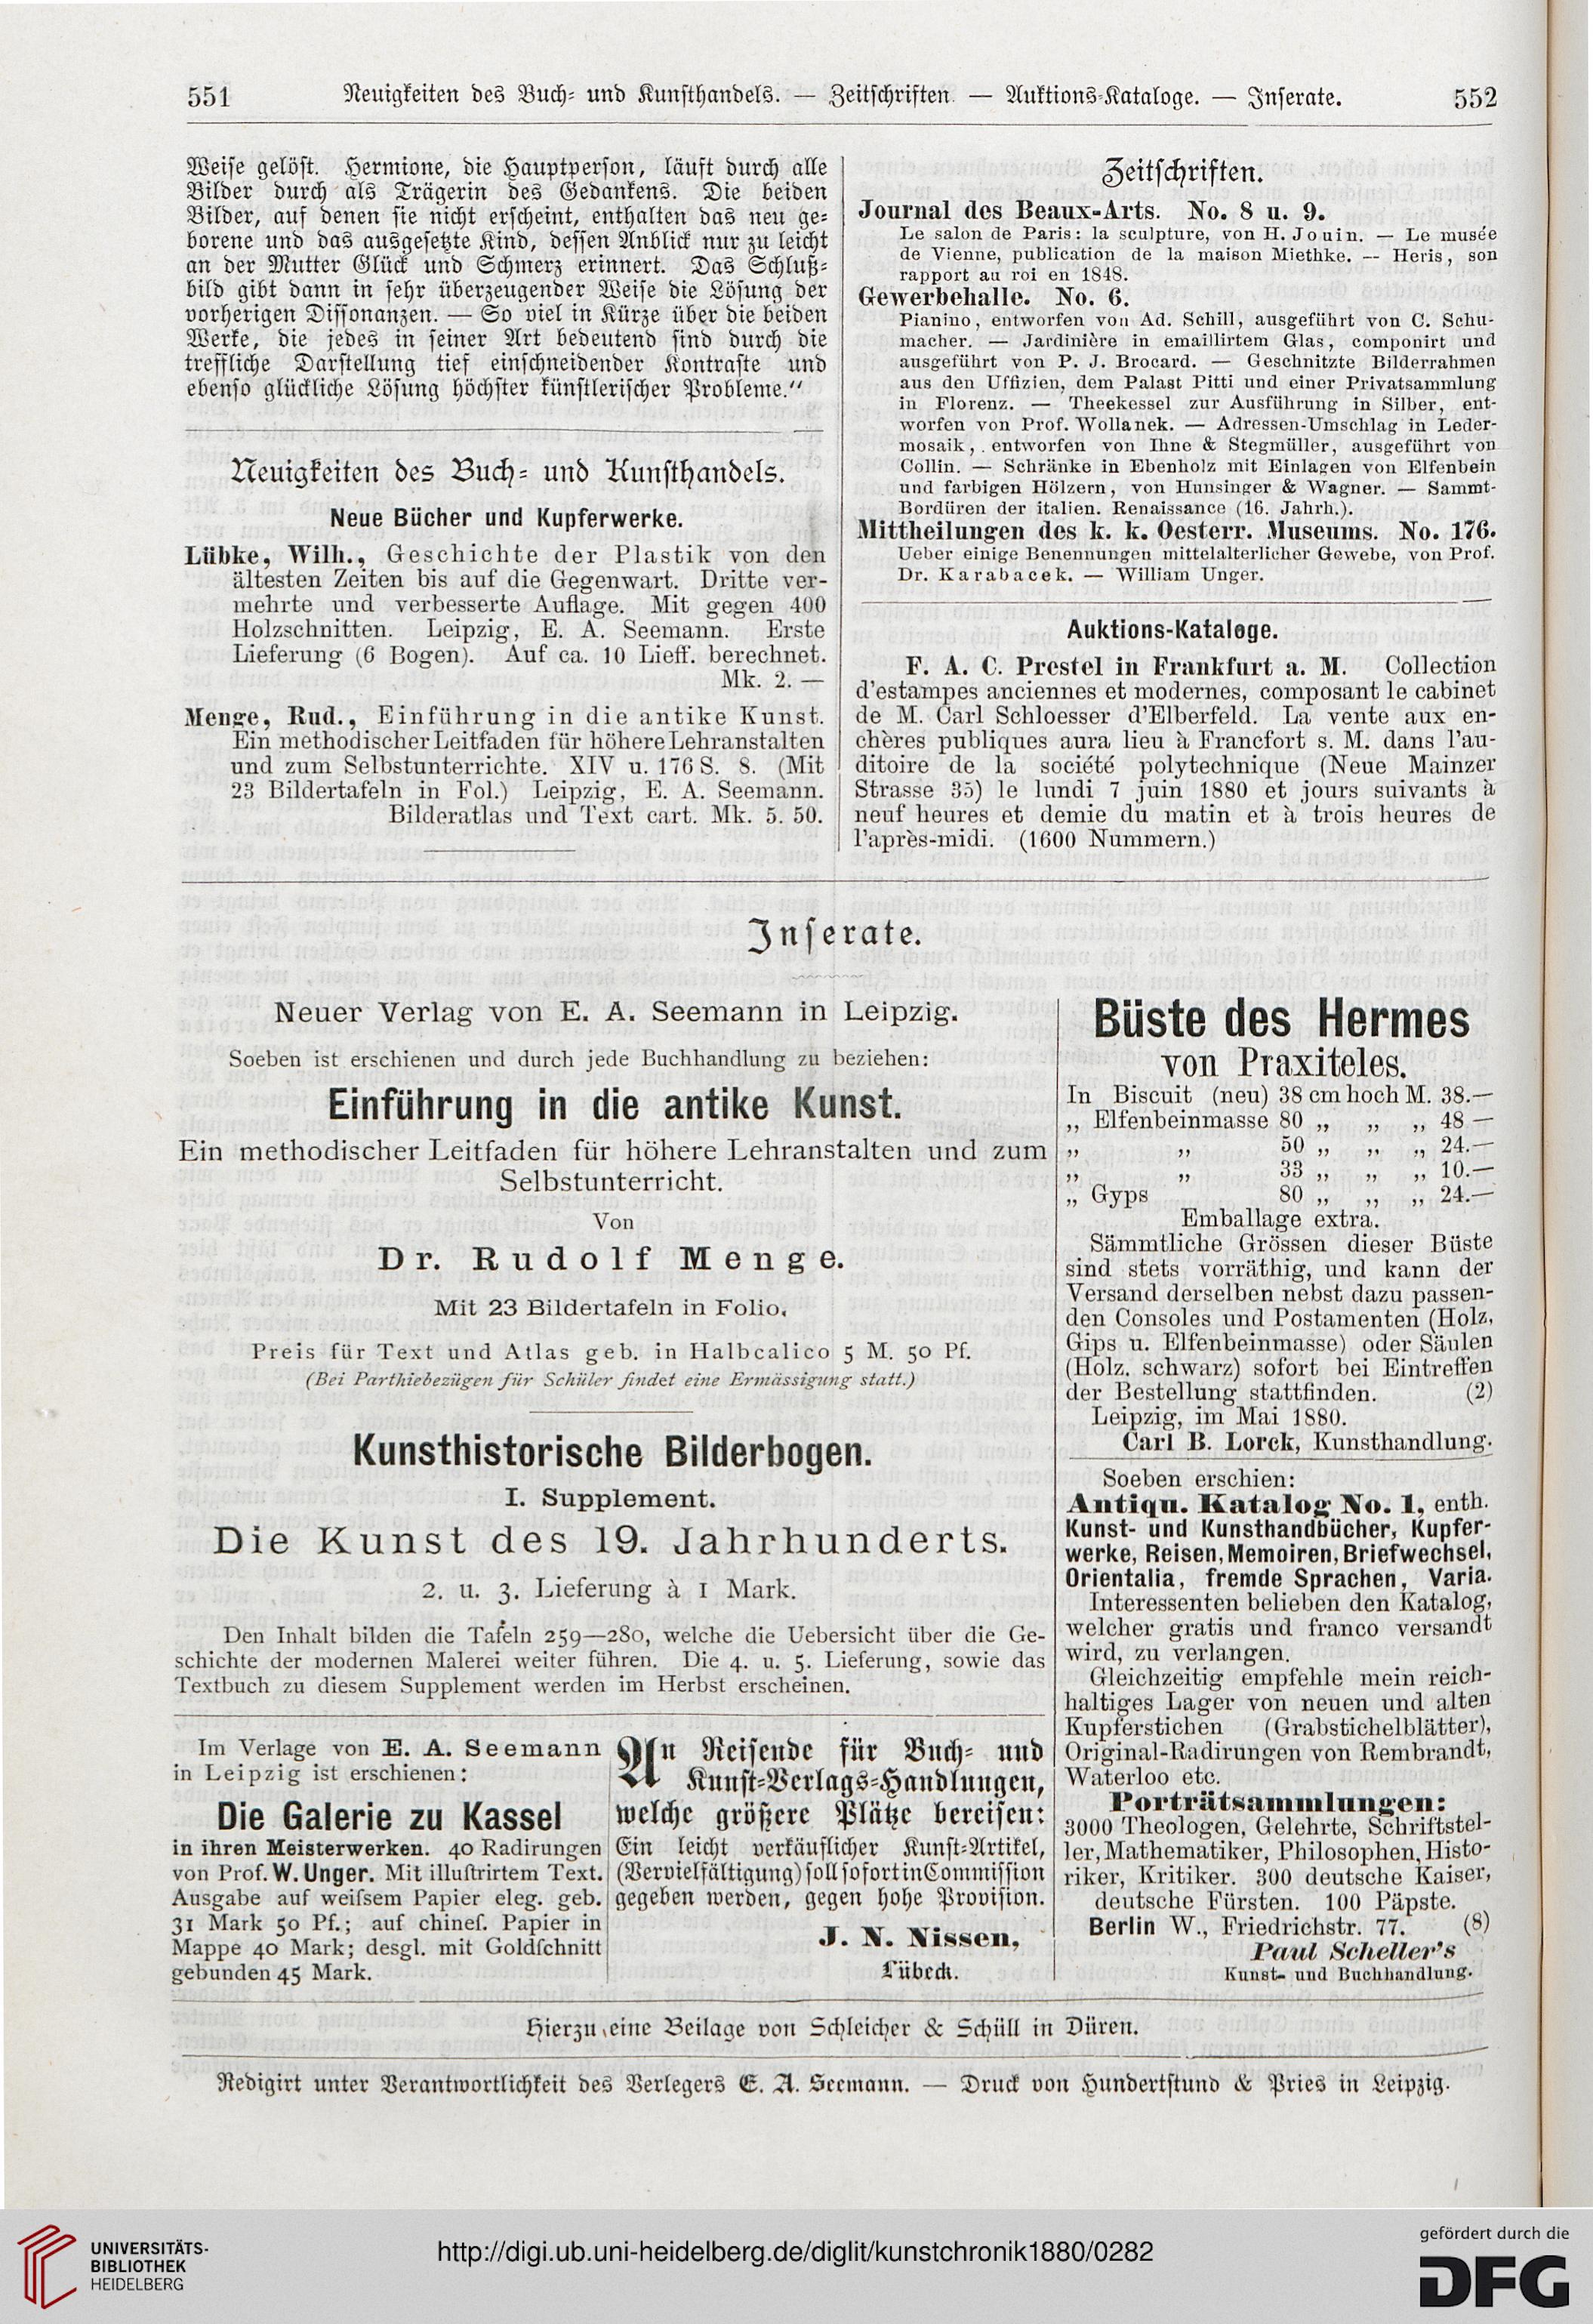 551 Neuigkeiten des Buch- und Kunsthandels. — Zeitschriften — Auktions-Kataloge. — Inserate. 552
Weise gelöst. Hermione, die Hauptperson, läuft durch alle
Bilder durch als Trägerin des Gedankens. Die beiden
Bilder, auf denen sie nicht erscheint, enthalten das neu ge-
borene und das ausgesetzte Kind, dessen Anblick nur zu leicht
an der Mutter Glück und Schmerz erinnert. Das Schluß-
bild gibt dann in sehr überzeugender Weise die Lösung der
vorherigen Dissonanzen. — So viel in Kürze über die beiden
Werke, die jedes in seiner Art bedeutend sind durch die
treffliche Darstellung tief einschneidender Kontraste und
ebenso glückliche Lösung höchster künstlerischer Probleme."
Neuigkeiten des Buch- und Kunsthandels.
Neue Bücher und Kupferwerke.
Lübke, Wilh., Geschichte der Plastik von den
ältesten Zeiten bis auf die Gegenwart. Dritte ver-
mehrte und verbesserte Auflage. Mit gegen 400
Holzschnitten. Leipzig, E. A. Seemann. Erste
Lieferung (6 Bogen). Auf ca. 10 Lieff. berechnet.
Mk. 2. —
Menge, Rud., Einführung in die antike Kunst.
Ein methodischer Leitfaden für höhere Lehranstalten
und zum Selbstunterrichte. XIV u. 176 S. 8. (Mit
23 Bildertafeln in Fol.) Leipzig, E. A. Seemann.
Bilderatlas und Text cart. Mk. 5. 50.
Zeitschriften.
Journal des Beaux-Arts. No. 8 u. 9.
Le salon de Paris: la sculpture, von H. Jouin. — Le musée
de Vienne, publication de la maison Miethke. — Heris, son
rapport au roi en 1848.
Gewerbehalle. No. 6.
Pianino, entworfen von Ad. Schill, ausgeführt von C. Schu-
macher. — Jardinière in emaillirtem Glas, componirt und
ausgeführt von P. J. Brocard. — Geschnitzte Bilderrahmen
aus den Uffizien, dem Palast Pitti und einer Privatsammlung
in Florenz. — Theekessel zur Ausführung in Silber, ent-
worfen von Prof. Wollanek. — Adressen-Umschlag in Leder-
mosaik, entworfen von Ihne & Stegmüller, ausgeführt von
Collin. — Schränke in Ebenholz mit Einlagen von Elfenbein
und farbigen Hölzern, von Hunsinger & Wagner. — Sammt-
Bordüren der italien. Renaissance (16. Jahrh.).
Mittheilungen des k. k. Oesterr. Museums. No. 176.
Ueber einige Benennungen mittelalterlicher Gewebe, von Prof.
Dr. Karabacek. — William Unger.
Auktions-Kataloge.
F. A. C. Prestel in Frankfurt a. M. Collection
d'estampes anciennes et modernes, composant le cabinet
de M. Carl Schloesser d'Elberfeld. La vente aux en-
chères publiques aura lieu à Francfort s. M. dans l'au-
ditoire de la société polytechnique (Neue Mainzer
Strasse 35) le lundi 7 juin 1880 et jours suivants à
neuf heures et demie du matin et à trois heures de
l'après-midi. (1600 Nummern.)
Inserate.
Neuer Verlag von E. A. Seemann in Leipzig.
Soeben ist erschienen und durch jede Buchhandlung zu beziehen:
Einführung in die antike Kunst.
Ein methodischer Leitfaden für höhere Lehranstalten und zum
Selbstunterricht.
Von
Dr. Rudolf Menge.
Mit 23 Bildertafeln in Folio.
Preis für Text und Atlas geb. in Halbcalico 5 M. 50 Pf.
(Bei Parthiebezügen für Schüler findet eine Ermässigung statt.)
Kunsthistorische Bilderbogen.
I. Supplement.
Die Kunst des 19. Jahrhunderts.
2. u. 3. Lieferung à 1 Mark.
Den Inhalt bilden die Tafeln 259—280, welche die Uebersicht über die Ge-
schichte der modernen Malerei weiter führen. Die 4. u. 5. Lieferung, sowie das
Textbuch zu diesem Supplement werden im Herbst erscheinen.
Im Verlage von E. A. Seemann
in Leipzig ist erschienen:
Die Galerie zu Kassel
in ihren Meisterwerken. 40 Radirungen
von Prof. W. Unger. Mit illustrirtem Text.
Ausgabe auf weifsem Papier eleg. geb.
31 Mark 50 Pf.; auf chinef. Papier in
Mappe 40 Mark; desgl. mit Goldfchnitt
gebunden 45 Mark.
An Reisende für Buch- und
Kunst-Verlags-Handlungen,
welche größere Plätze bereisen:
Ein leicht verkäuflicher Kunst-Artikel,
(Vervielfältigung) soll sofort in Commission
gegeben werden, gegen hohe Provision.
J. N. Nissen,
Lübeck.
Büste des Hermes
von Praxiteles.
In Biscuit (neu) 38 cm hoch M. 38.—
„ Elfenbeinmasse 80 „ „ „ 48 —
„ „ 50 „ „ „ 24.—
„ „ 33 „ „ „ 10.—
„ Gyps 80 „ „ „ 24.—
Emballage extra.
Sämmtliche Grössen dieser Büste
sind stets vorräthig, und kann der
Versand derselben nebst dazu passen-
den Consoles und Postamenten (Holz,
Gips u. Elfenbeinmasse) oder Säulen
(Holz. schwarz) sofort bei Eintreffen
der Bestellung stattfinden. (2)
Leipzig, im Mai 1880.
Carl B. Lorck, Kunsthandlung.
Soeben erschien:
Antiqu. Katalog No. 1, enth.
Kunst- und Kunsthandbücher, Kupfer-
werke, Reisen, Memoiren, Briefwechsel,
Orientalia, fremde Sprachen, Varia.
Interessenten belieben den Katalog,
welcher gratis und franco versandt
wird, zu verlangen.
Gleichzeitig empfehle mein reich-
haltiges Lager von neuen und alten
Kupferstichen (Grabstichelblätter),
Original-Radirungen von Rembrandt,
Waterloo etc.
Porträtsammlungen:
3000 Theologen, Gelehrte, Schriftstel-
ler, Mathematiker, Philosophen, Histo-
riker, Kritiker. 300 deutsche Kaiser,
deutsche Fürsten. 100 Päpste.
Berlin W., Friedrichstr. 77. (8)
Paul Scheller's
Kunst- und Buchhandlung.
Hierzu eine Beilage von Schleicher & Schüll in Düren.
Redigirt unter Verantwortlichkeit des Verlegers E. A. Seemann. — Druck von Hundertstund & Pries in Leipzig.
UNIVERSITÄTS-
BIBLIOTHEK
HEIDELBERG
http://digi.ub.uni-heidelberg.de/diglit/kunstchronik1880/0282
gefördert durch die
DFG